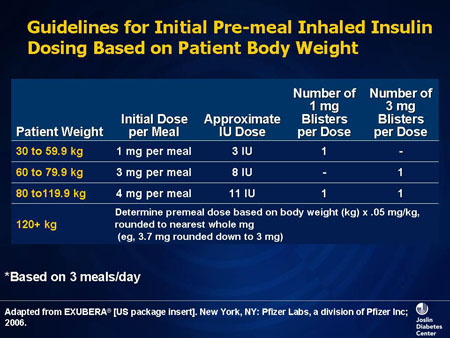 Guidelines for Initial Pre-meal Inhaled Insulin
Dosing Based on Patient Body Weight
Patient Weight Initial Dose per Meal Approximate IU Dose Number of 1 mg Blisters per Dose Number of 3 mg Blisters per Dose
30 to 59.9 kg 1 mg per meal 3 IU 1 -
60 to 79.9 kg 3 mg per meal 8 IU - 1
80 to119.9 kg 4 mg per meal 11 IU 1 1
120+ kg Determine premeal dose based on body weight (kg) x .05 mg/kg,
rounded to nearest whole mg
(eg, 3.7 mg rounded down to 3 mg)
*Based on 3 meals/day
Adapted from EXUBERA® [US package insert]. New York, NY: Pfizer Labs, a division of Pfizer Inc;
2006.
Joslin
Diabetes
Center